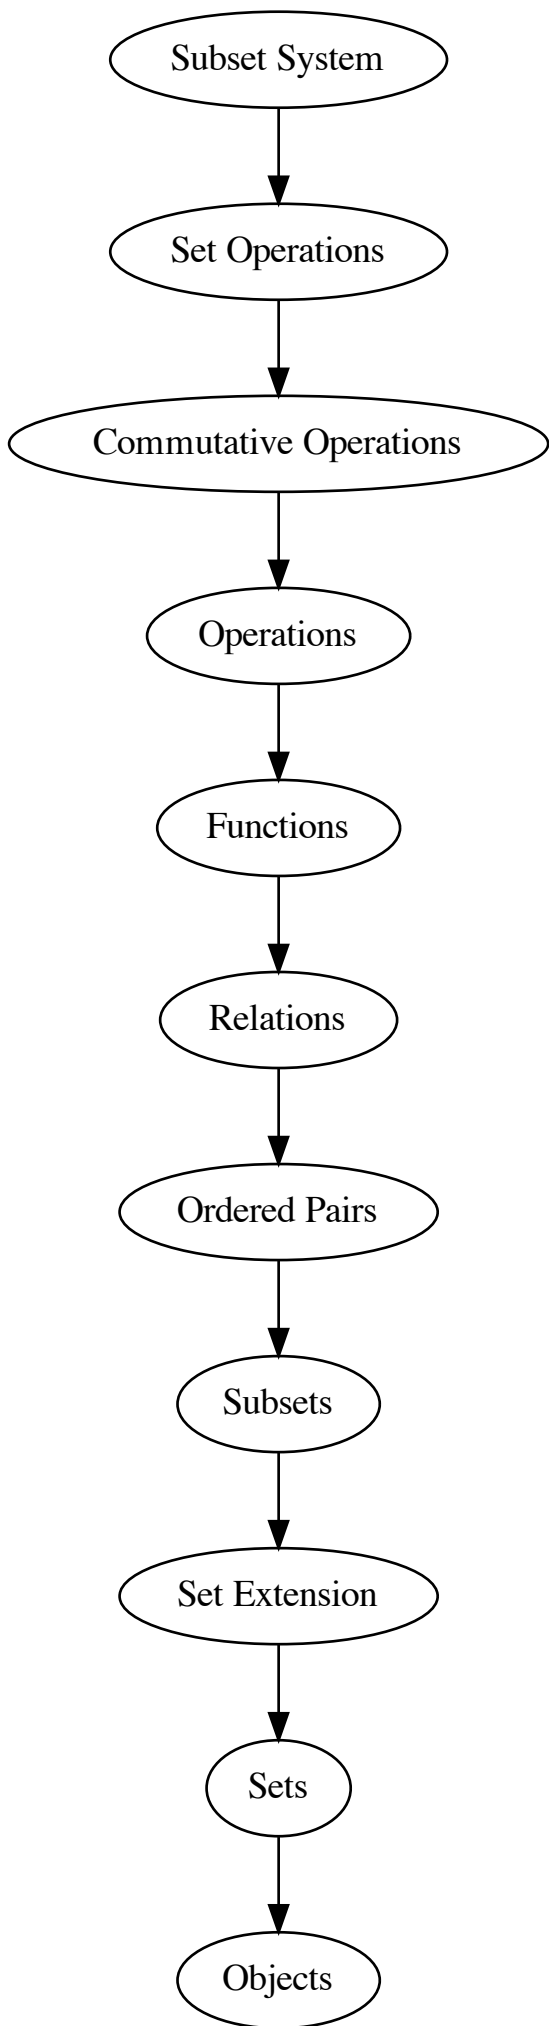 Subset System
Set Operations
Commutative Operations
Operations
Functions
Relations
Ordered Pairs
Subsets
Set Extension
Sets
Objects